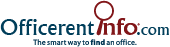 Officerentinfo.com
The smart way to find an office.